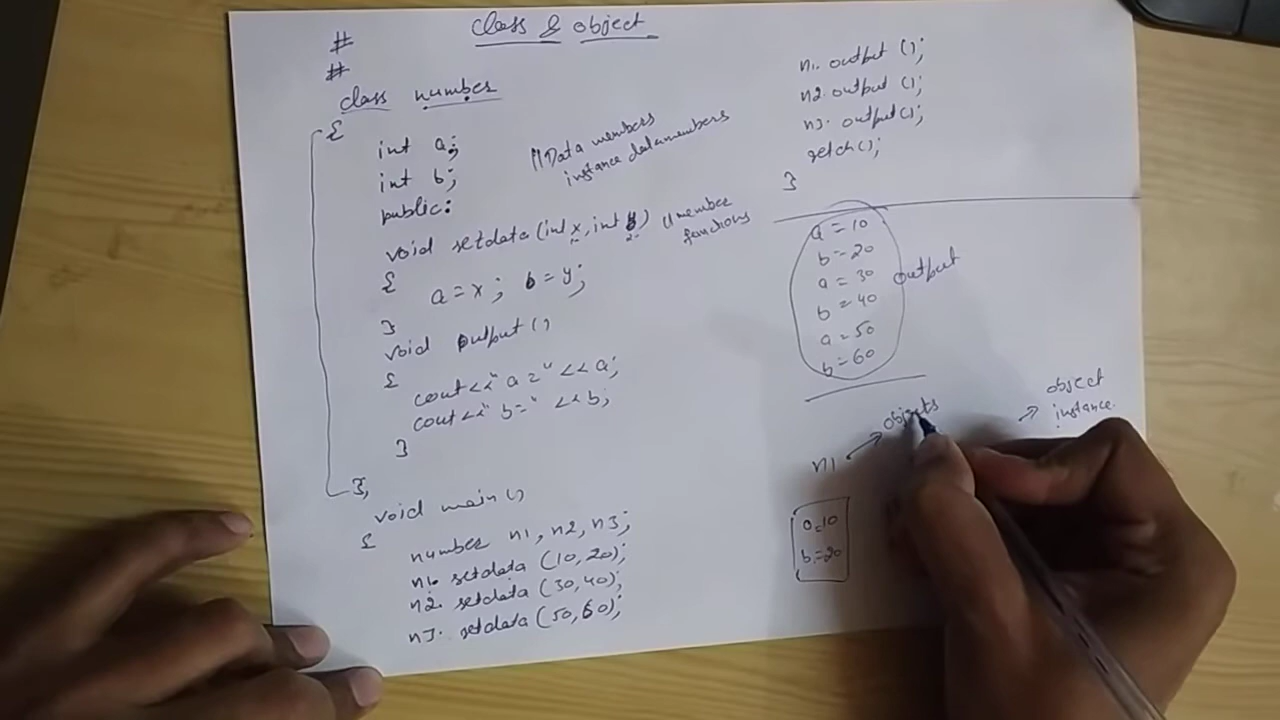 class & object
#
#
class number
{
int a;
int b;
public:
//Data members
instance datamembers
void setdata(int x, int y) //member functions
{
a=x; b=y;
}
void output()
{
cout<<"a="<<a;
cout<<"b="<<b;
}
};
void main()
{
number n1, n2, n3;
n1. setdata (10,20);
n2. setdata (30,40);
n3. setdata (50,60);
n1. output ();
n2. output ();
n3. output();
getch();
}
a=10
b=20
a=30
b=40
a=50
b=60
output
objects
n1
object
instance.
a=10
b=20